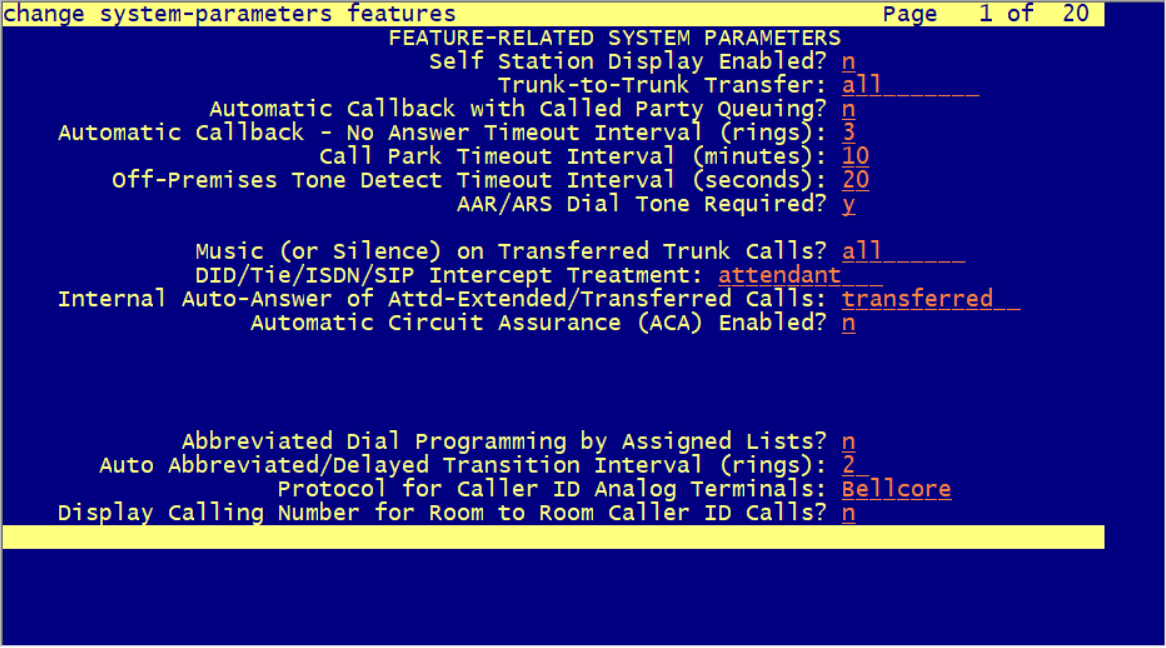 change system-parameters features Page 1 of 20
FEATURE-RELATED SYSTEM PARAMETERS
Self Station Display Enabled? n
Trunk-to-Trunk Transfer: all________
Automatic Callback with Called Party Queuing? n
Automatic Callback - No Answer Timeout Interval (rings): 3
Call Park Timeout Interval (minutes): 10
Off-Premises Tone Detect Timeout Interval (seconds): 20
AAR/ARS Dial Tone Required? y
Music (or Silence) on Transferred Trunk Calls? all______
DID/Tie/ISDN/SIP Intercept Treatment: attendant___
Internal Auto-Answer of Attd-Extended/Transferred Calls: transferred__
Automatic Circuit Assurance (ACA) Enabled? n
Abbreviated Dial Programming by Assigned Lists? n
Auto Abbreviated/Delayed Transition Interval (rings): 2_
Protocol for Caller ID Analog Terminals: Bellcore
Display Calling Number for Room to Room Caller ID Calls? n